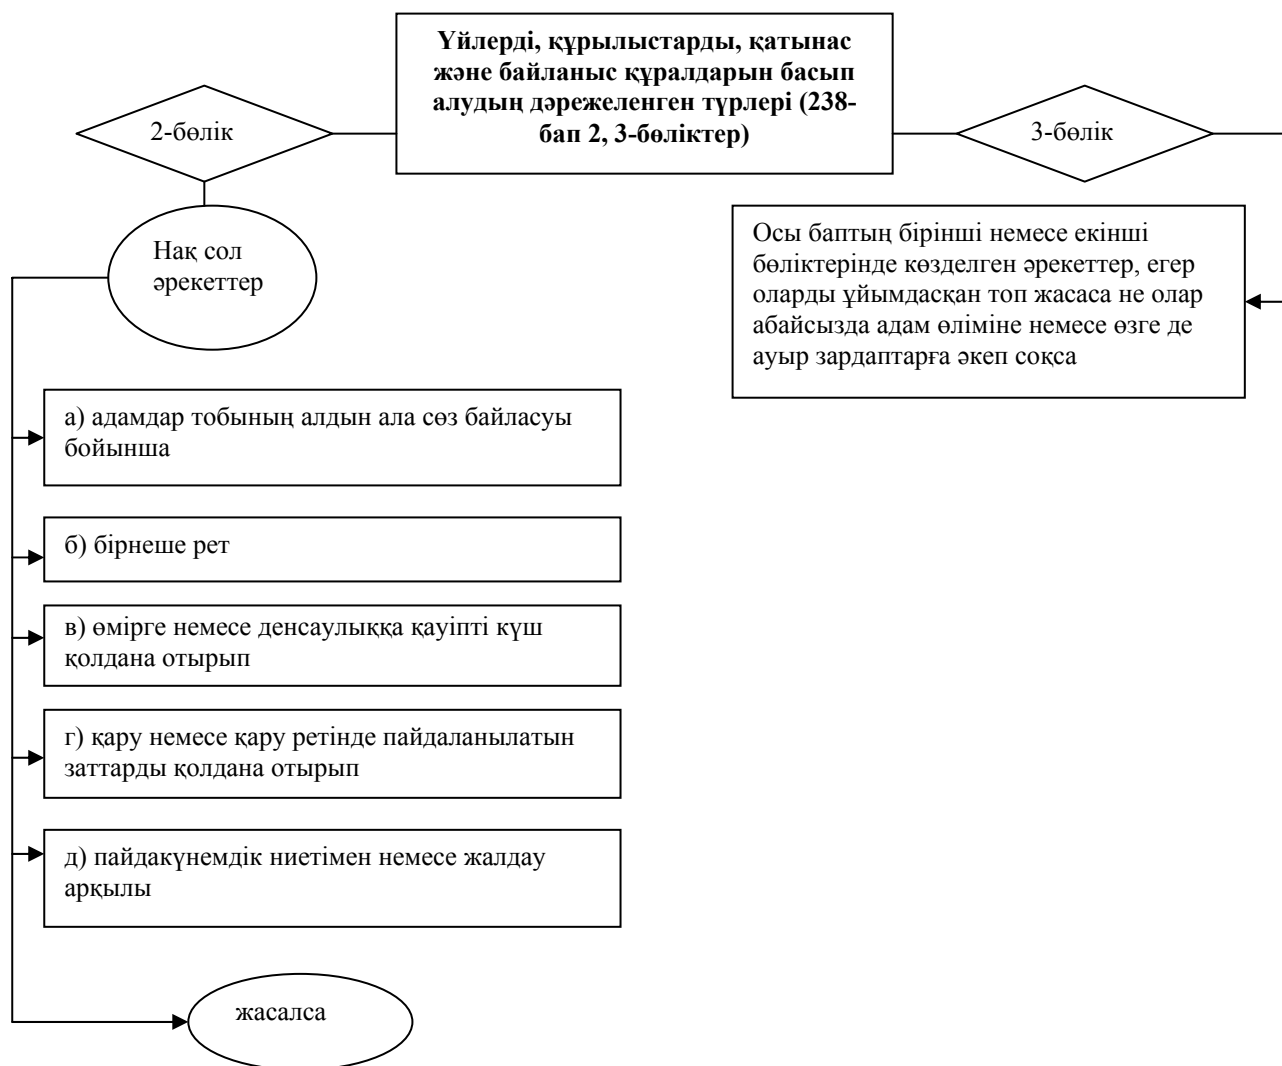 Үйлерді, құрылыстарды, қатынас
және байланыс құралдарын басып
алудың дәрежеленген түрлері (238-
бап 2, 3-бөліктер)
2-бөлік
3-бөлік
Нақ сол
әрекеттер
Осы баптың бірінші немесе екінші
бөліктерінде көзделген әрекеттер, егер
оларды ұйымдасқан топ жасаса не олар
абайсызда адам өліміне немесе өзге де
ауыр зардаптарға әкеп соқса
а) адамдар тобының алдын ала сөз байласуы
бойынша
б) бірнеше рет
в) өмірге немесе денсаулыққа қауіпті күш
қолдана отырып
г) қару немесе қару ретінде пайдаланылатын
заттарды қолдана отырып
д) пайдакүнемдік ниетімен немесе жалдау
арқылы
жасалса